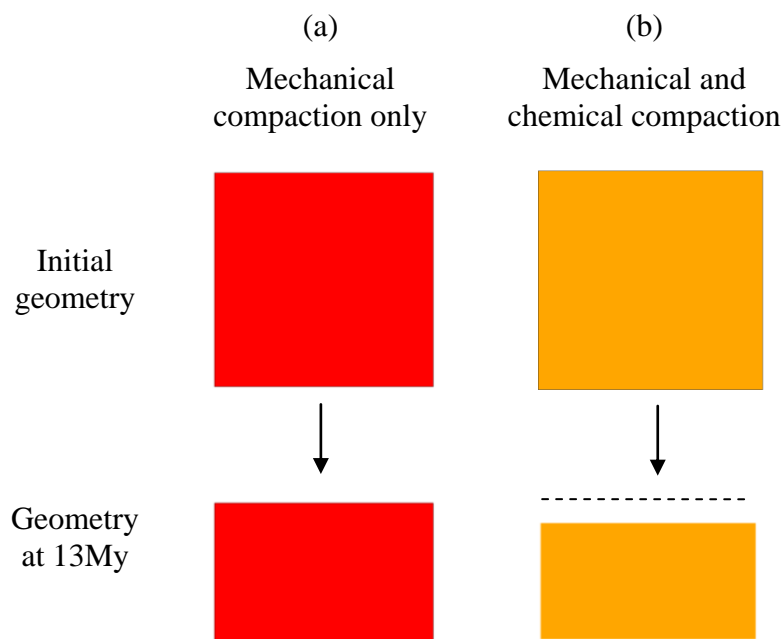 (a)
(b)
Mechanical
compaction only
Mechanical and
chemical compaction
Initial
geometry
Geometry
at 13My